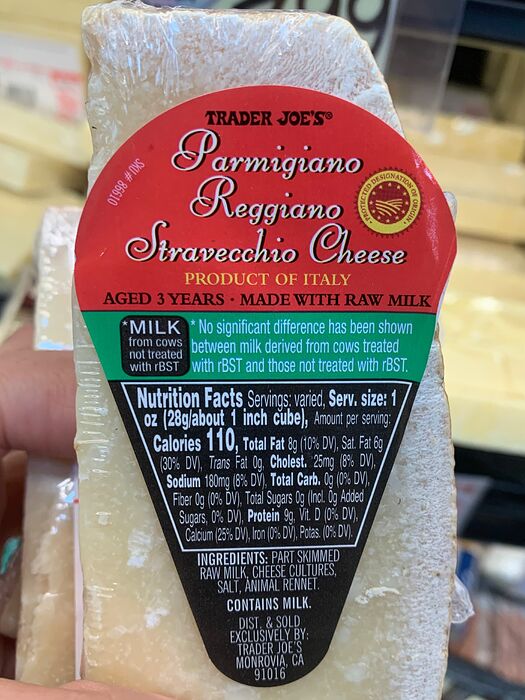 TRADER JOE'S®
Parmigiano
Reggiano
Stravecchio Cheese
PROTECTED DESIGNATION OF ORIGIN
SKU # 01998
PRODUCT OF ITALY
AGED 3 YEARS · MADE WITH RAW MILK
*MILK
from cows
not treated
with rBST
* No significant difference has been shown
between milk derived from cows treated
with rBST and those not treated with rBST.
Nutrition Facts Servings: varied, Serv. size: 1
oz (28g/about 1 inch cube), Amount per serving:
Calories 110, Total Fat 8g (10% DV), Sat. Fat 6g
(30% DV), Trans Fat 0g, Cholest. 25mg (8% DV),
Sodium 180mg (8% DV), Total Carb. 0g (0% DV),
Fiber 0g (0% DV), Total Sugars 0g (Incl. 0g Added
Sugars, 0% DV), Protein 9g, Vit. D (0% DV),
Calcium (25% DV), Iron (0% DV), Potas. (0% DV).
INGREDIENTS: PART SKIMMED
RAW MILK, CHEESE CULTURES,
SALT, ANIMAL RENNET.
CONTAINS MILK.
DIST. & SOLD
EXCLUSIVELY BY:
TRADER JOE'S
MONROVIA, CA
91016